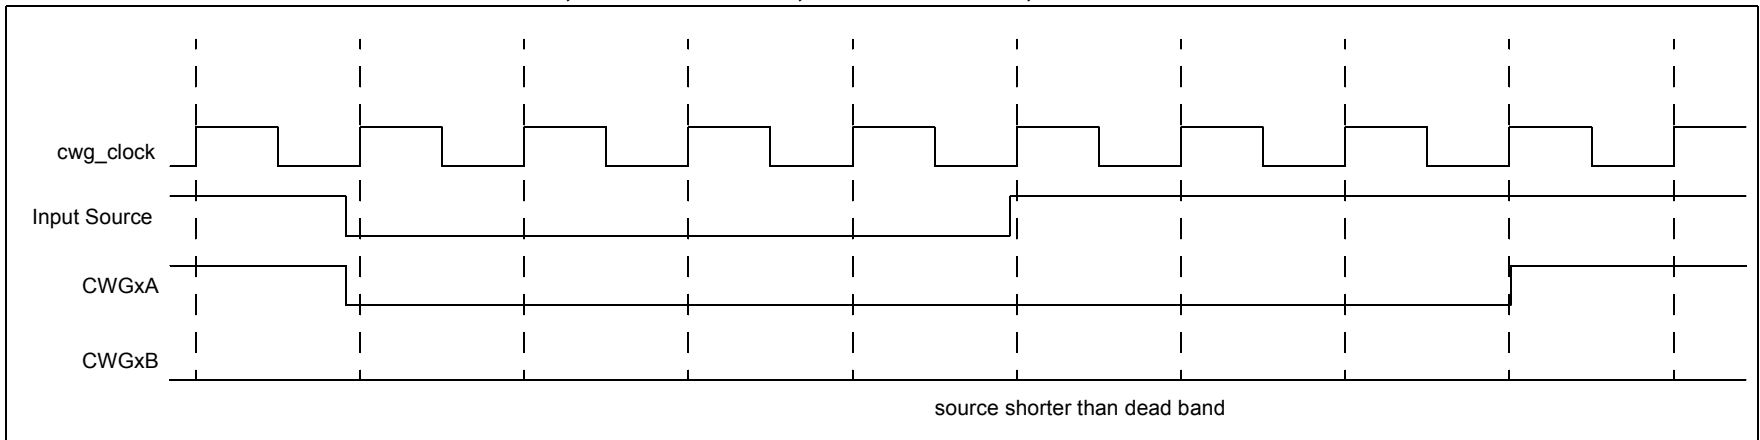 cwg_clock
Input Source
CWGxA
CWGxB
source shorter than dead band